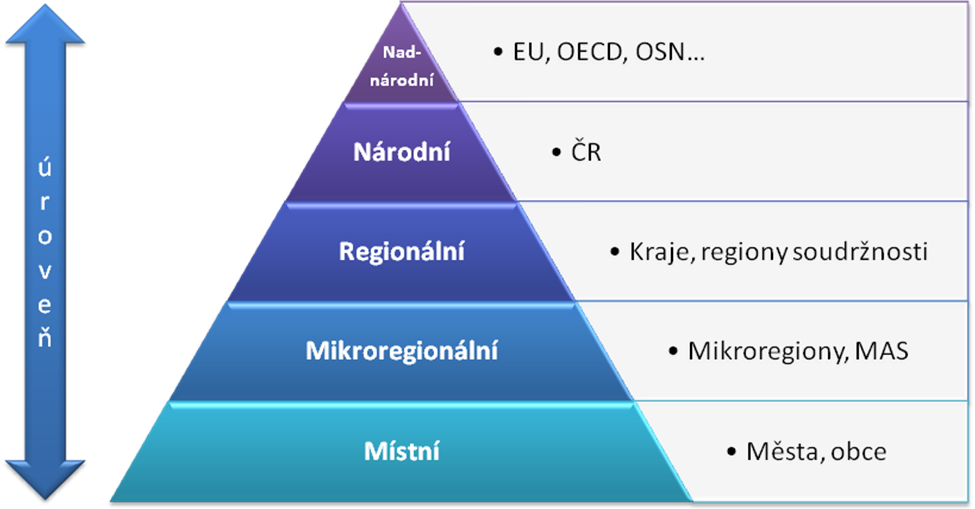 úroveň
Nad-
národní
• EU, OECD, OSN...
Národní
• ČR
Regionální
• Kraje, regiony soudržnosti
Mikroregionální
• Mikroregiony, MAS
Místní
• Města, obce